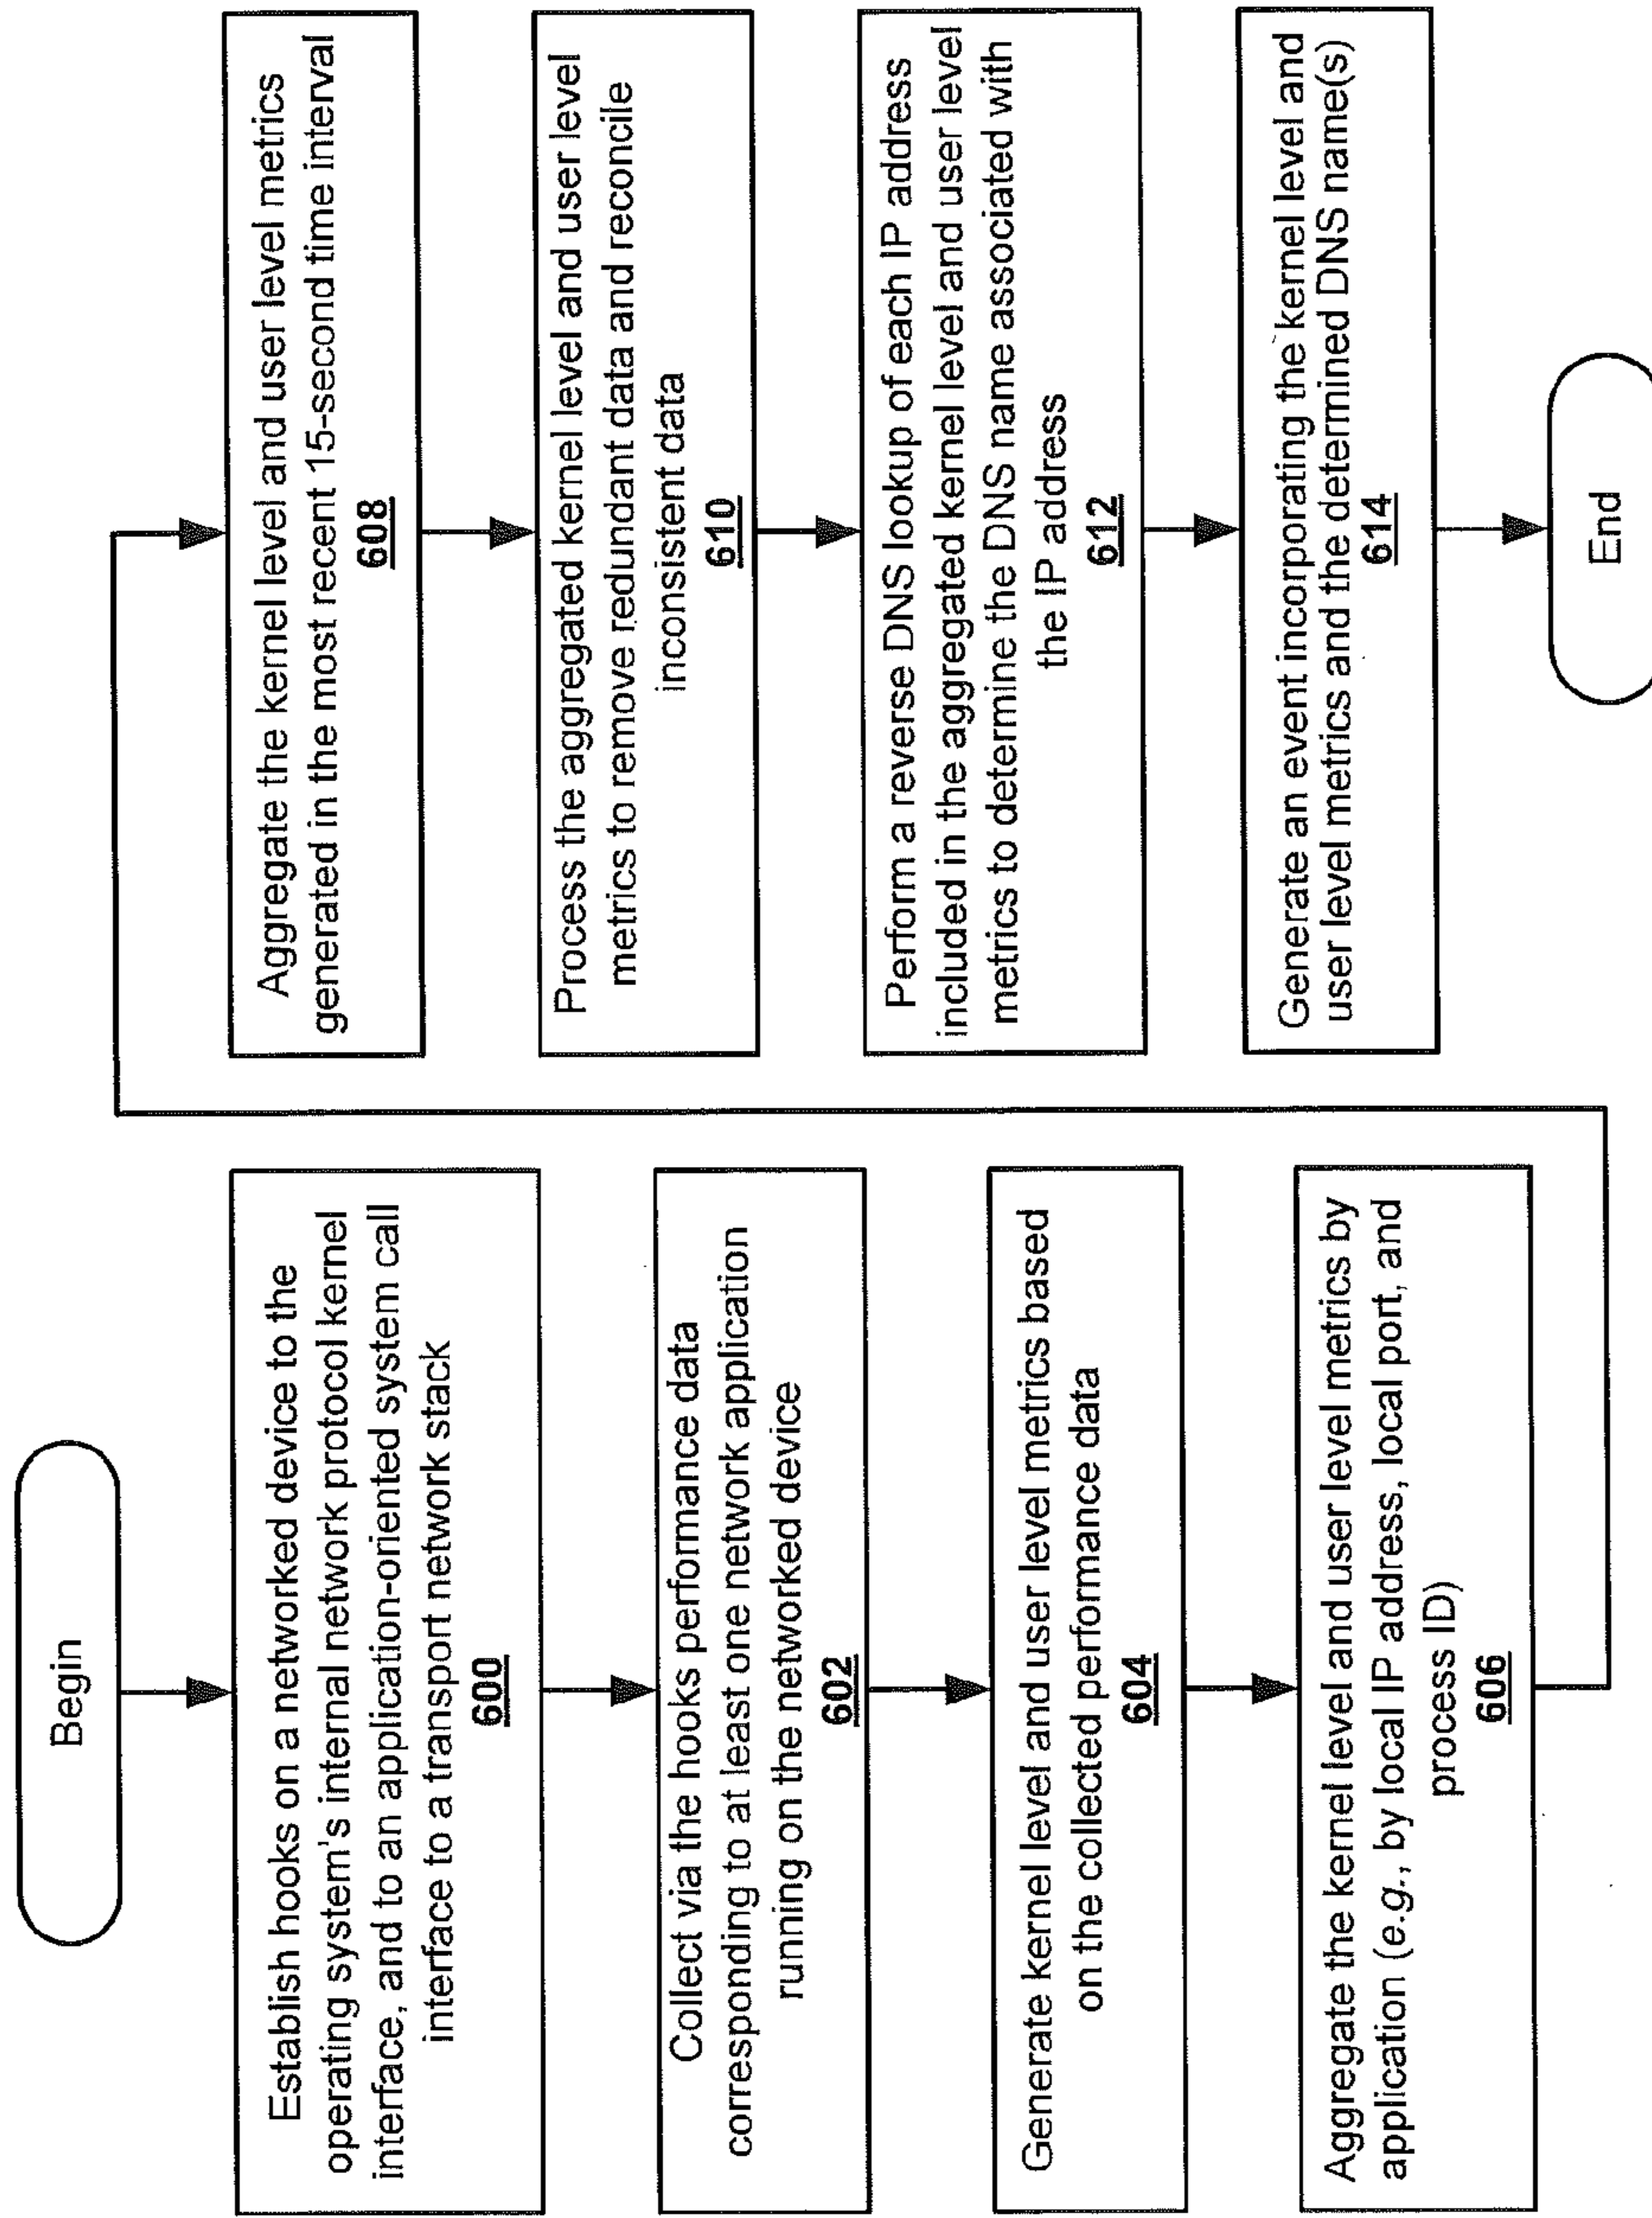 Begin
Establish hooks on a networked device to the
operating system's internal network protocol kernel
interface, and to an application-oriented system call
interface to a transport network stack
600
Collect via the hooks performance data
corresponding to at least one network application
running on the networked device
602
Generate kernel level and user level metrics based
on the collected performance data
604
Aggregate the kernel level and user level metrics by
application (e.g., by local IP address, local port, and
process ID)
606
Aggregate the kernel level and user level metrics
generated in the most recent 15-second time interval
608
Process the aggregated kernel level and user level
metrics to remove redundant data and reconcile
inconsistent data
610
Perform a reverse DNS lookup of each IP address
included in the aggregated kernel level and user level
metrics to determine the DNS name associated with
the IP address
612
Generate an event incorporating the kernel level and
user level metrics and the determined DNS name(s)
614
End